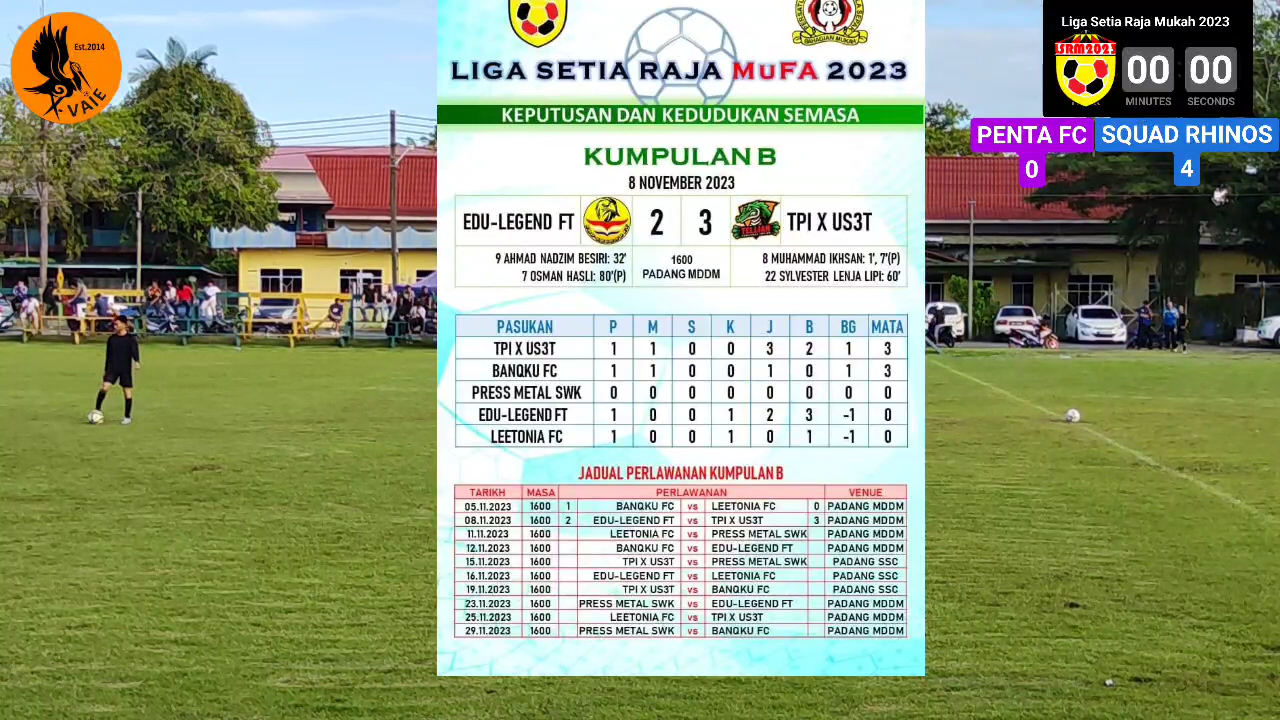 Est.2014
VAIE
LIGA SETIA RAJA MuFA 2023
KEPUTUSAN DAN KEDUDUKAN SEMASA
KUMPULAN B
8 NOVEMBER 2023
EDU-LEGEND FT 2 3 TELLIAN TPI X US3T
9 AHMAD NADZIM BESIRI: 32'
7 OSMAN HASLI: 80'(P)
1600
PADANG MDDM
8 MUHAMMAD IKHSAN: 1', 7'(P)
22 SYLVESTER LENJA LIPI: 60'
PASUKAN P M S K J B BG MATA
TPI X US3T 1 1 0 0 3 2 1 3
BANQKU FC 1 1 0 0 1 0 1 3
PRESS METAL SWK 0 0 0 0 0 0 0 0
EDU-LEGEND FT 1 0 0 1 2 3 -1 0
LEETONIA FC 1 0 0 1 0 1 -1 0
JADUAL PERLAWANAN KUMPULAN B
TARIKH MASA PERLAWANAN VENUE
05.11.2023 1600 1 BANQKU FC vs LEETONIA FC 0 PADANG MDDM
08.11.2023 1600 2 EDU-LEGEND FT vs TPI X US3T 3 PADANG MDDM
11.11.2023 1600 LEETONIA FC vs PRESS METAL SWK PADANG MDDM
12.11.2023 1600 BANQKU FC vs EDU-LEGEND FT PADANG MDDM
15.11.2023 1600 TPI X US3T vs PRESS METAL SWK PADANG SSC
16.11.2023 1600 EDU-LEGEND FT vs LEETONIA FC PADANG SSC
19.11.2023 1600 TPI X US3T vs BANQKU FC PADANG SSC
23.11.2023 1600 PRESS METAL SWK vs EDU-LEGEND FT PADANG MDDM
25.11.2023 1600 LEETONIA FC vs TPI X US3T PADANG MDDM
29.11.2023 1600 PRESS METAL SWK vs BANQKU FC PADANG MDDM
Liga Setia Raja Mukah 2023
LSRM2023
00 00
MINUTES SECONDS
PENTA FC SQUAD RHINOS
0 4